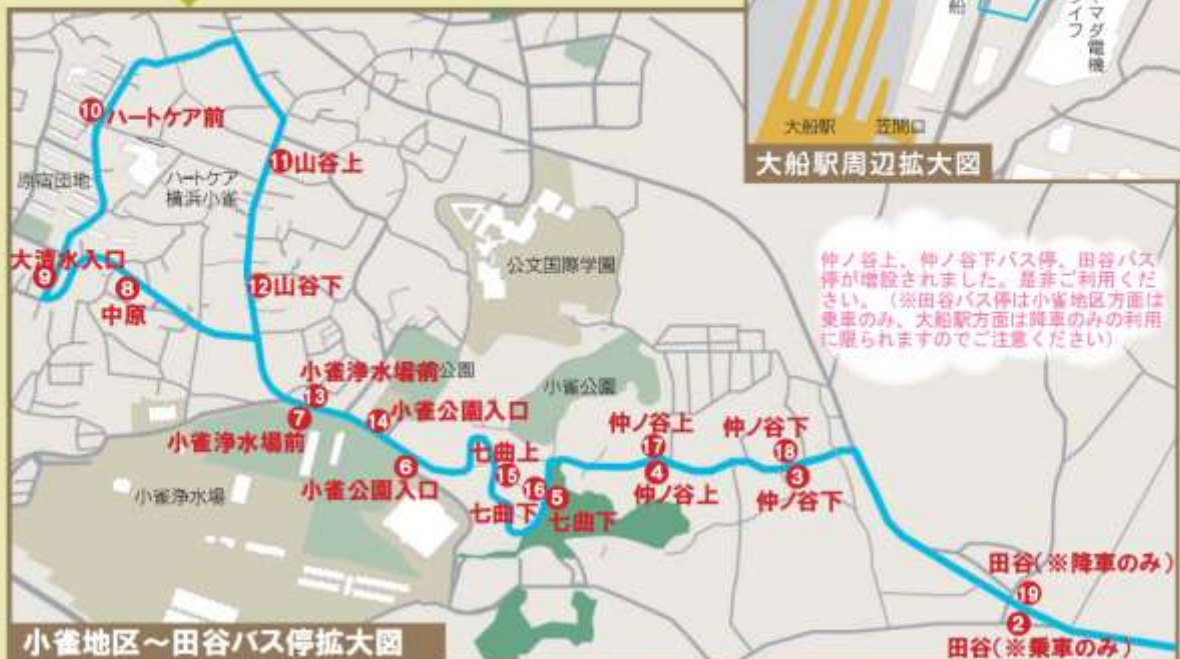 船
ヤマダ電機
ライフ
大船駅
笠間口
大船駅周辺拡大図
⑩ハートケア前
⑪山谷上
原宿団地
ハートケア
横浜小雀
公文国際学園
大清水入口
⑨
⑧
中原
⑫山谷下
仲ノ谷上、仲ノ谷下バス停、田谷バス
停が増設されました。是非ご利用くだ
さい。(※田谷バス停は小雀地区方面は
乗車のみ、大船駅方面は降車のみの利用
に限られますのでご注意ください)
小雀浄水場前
⑬
公園
小雀公園
⑦
小雀浄水場前
⑭小雀公園入口
⑥
小雀公園入口
小雀浄水場
七曲上
⑮
⑯
七曲下
⑤
七曲下
仲ノ谷上
⑰
④
仲ノ谷上
仲ノ谷下
⑱
③
仲ノ谷下
田谷(※降車のみ)
⑲
②
田谷(※乗車のみ)
小雀地区～田谷バス停拡大図